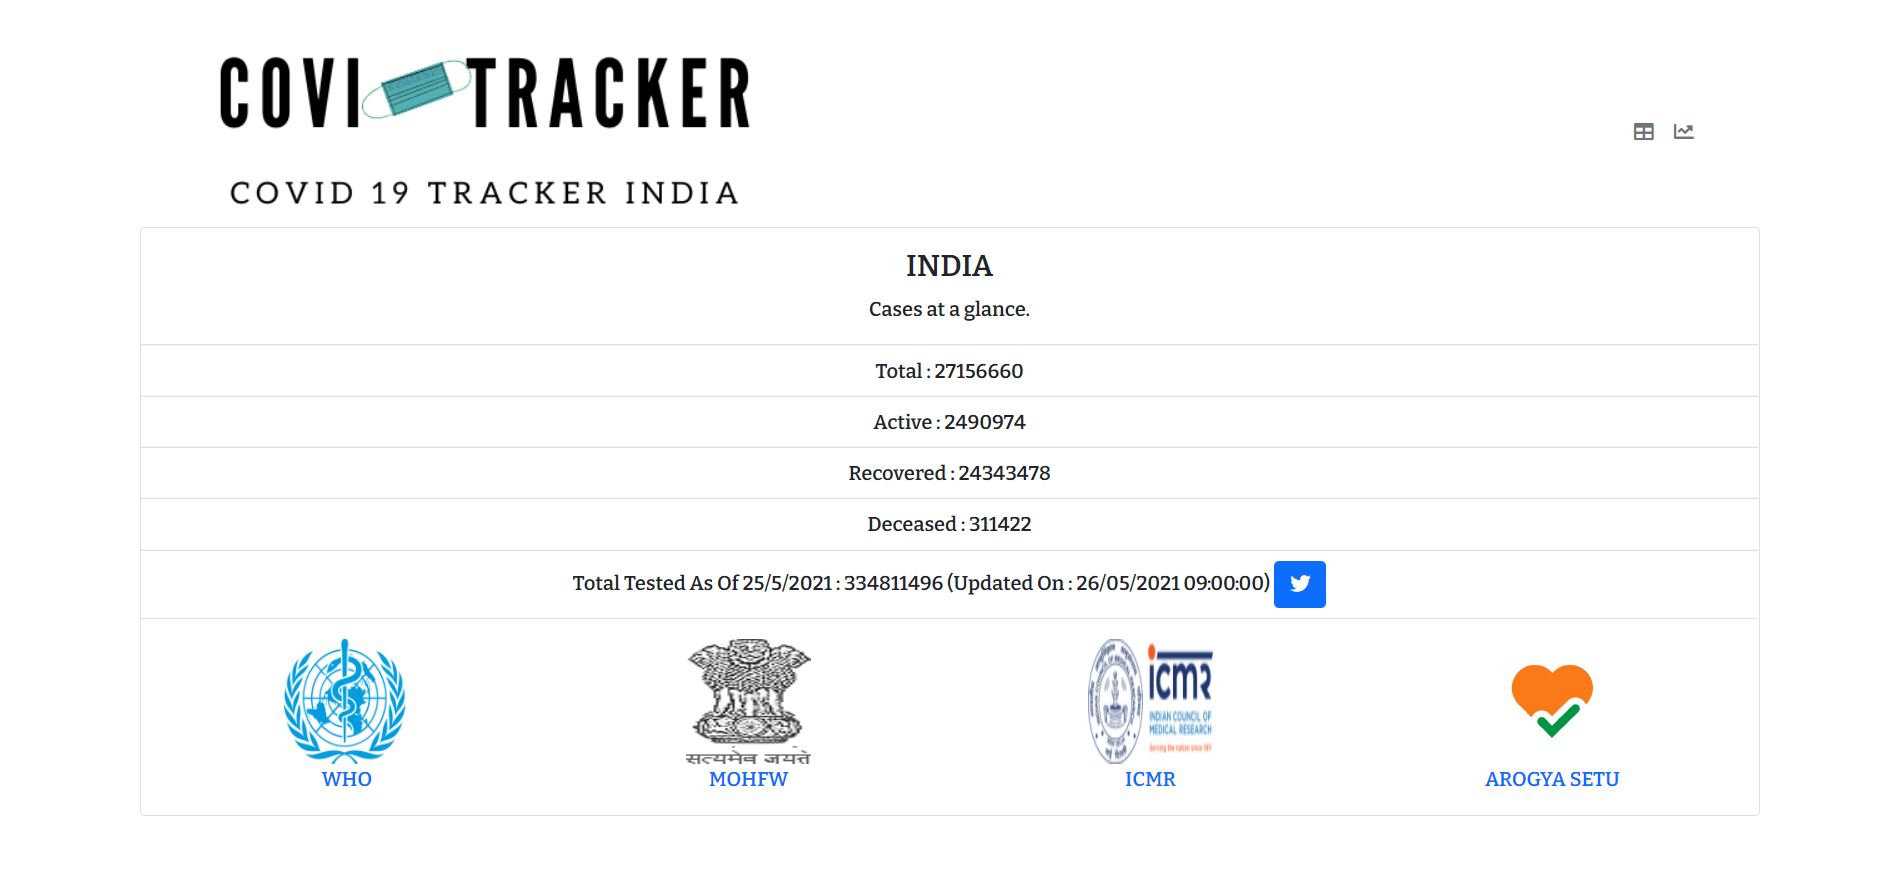 COVI TRACKER
COVID 19 TRACKER INDIA
INDIA
Cases at a glance.
Total : 27156660
Active : 2490974
Recovered : 24343478
Deceased : 311422
Total Tested As Of 25/5/2021 : 334811496 (Updated On : 26/05/2021 09:00:00)
सत्यमेव जयते
icmr
INDIAN COUNCIL OF
MEDICAL RESEARCH
Serving the nation since 1911
WHO
MOHFW
ICMR
AROGYA SETU